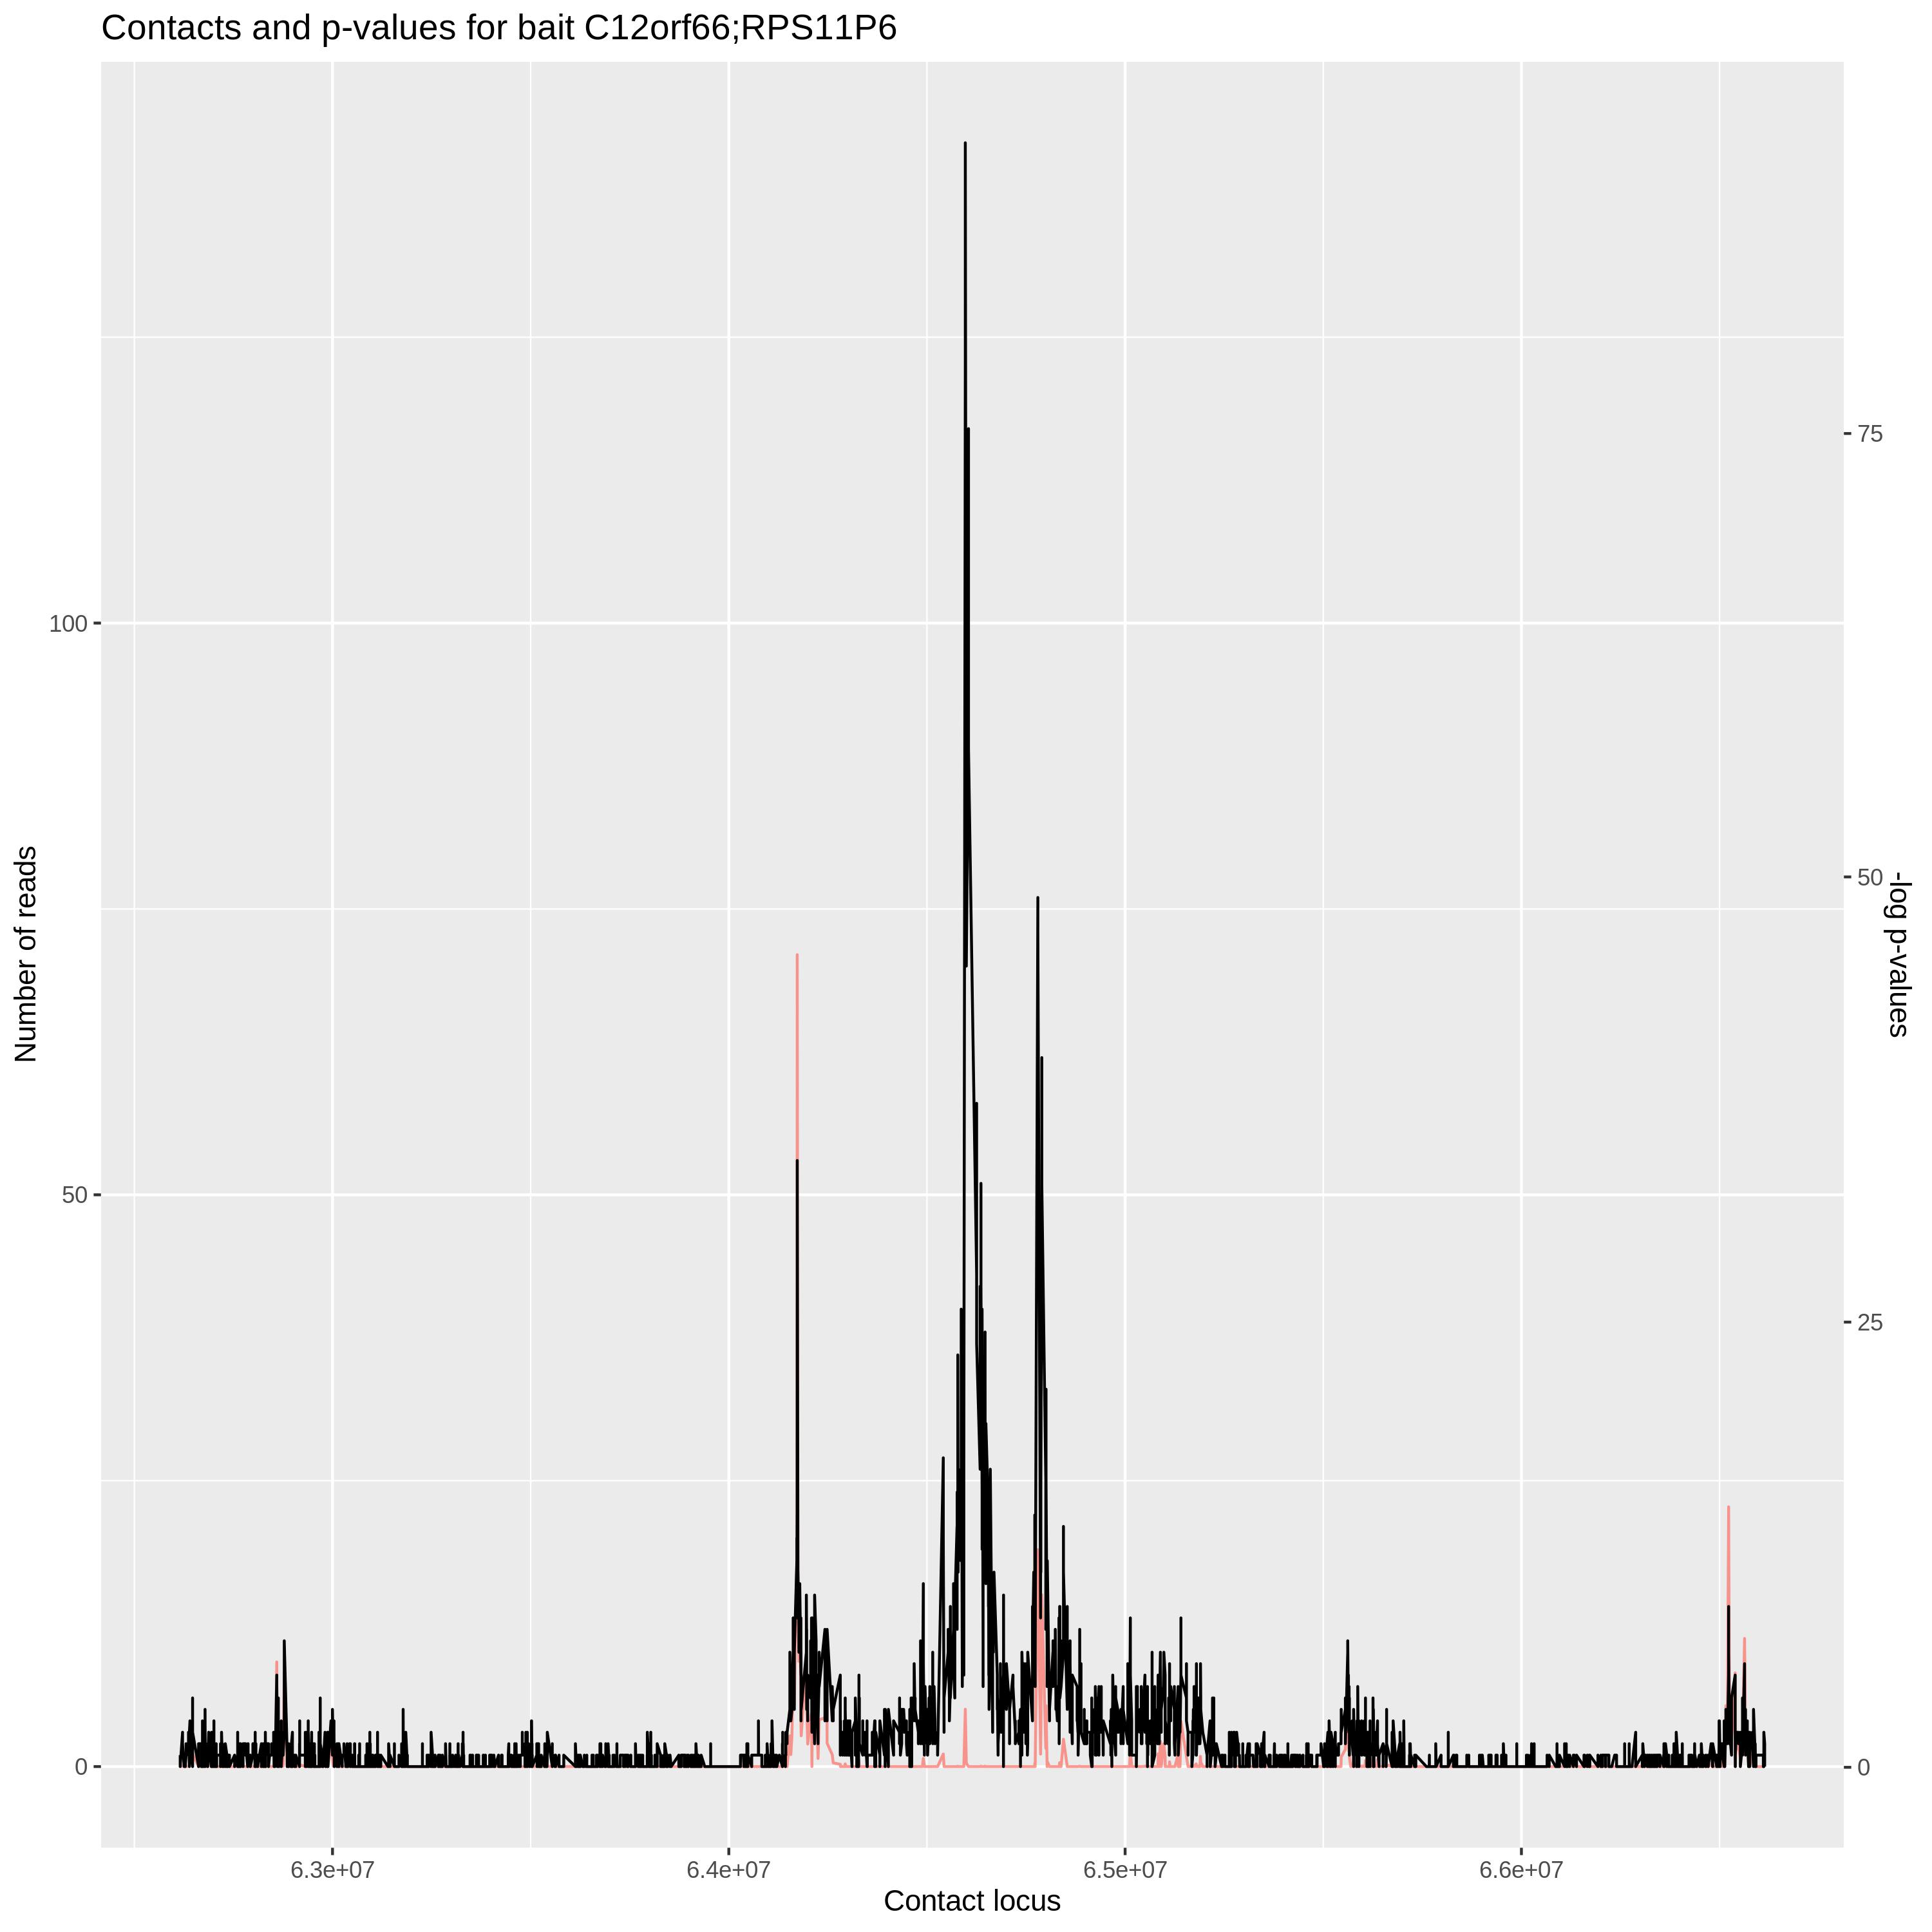 Contacts and p-values for bait C12orf66;RPS11P6
Number of reads
100
50
0
75
50
25
0
-log p-values
6.3e+07
6.4e+07
6.5e+07
6.6e+07
Contact locus